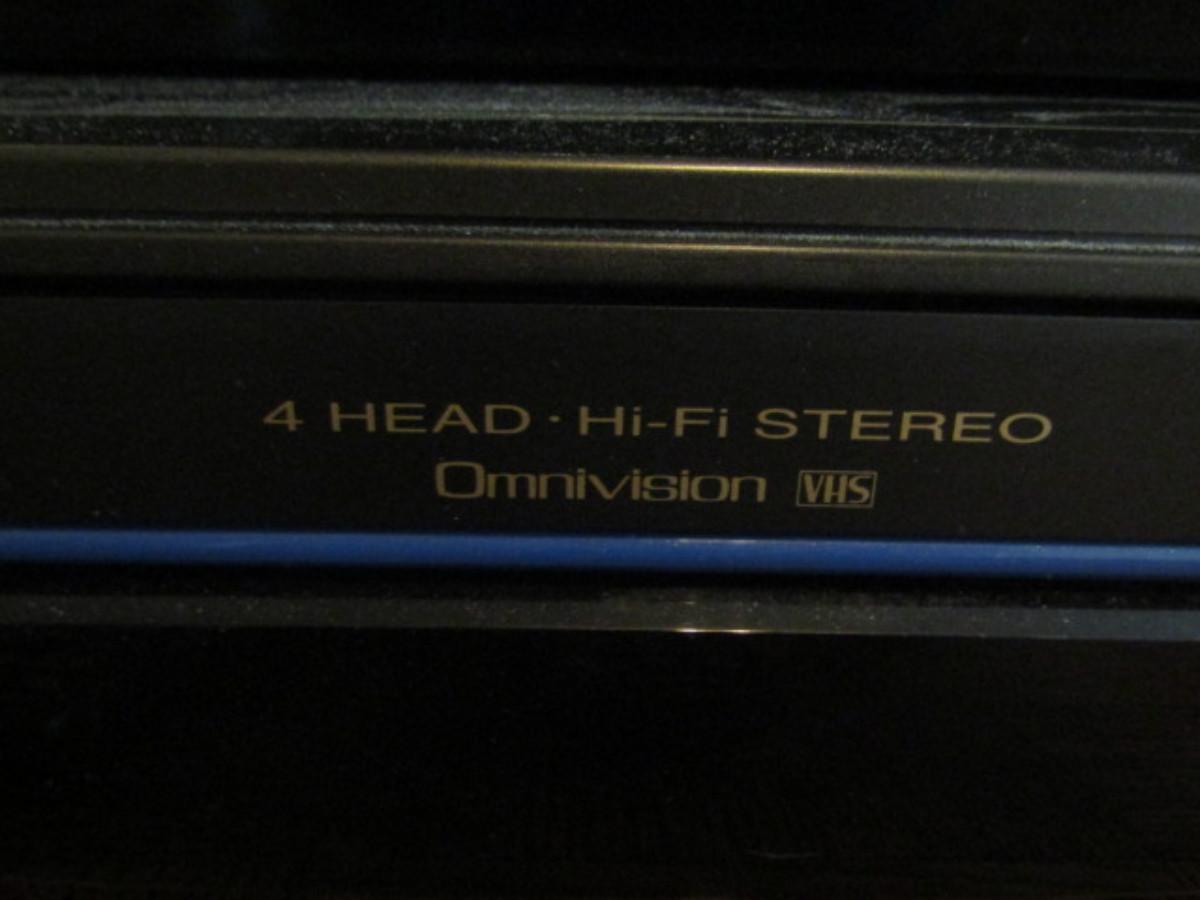 4 HEAD · Hi-Fi STEREO
Omnivision VHS